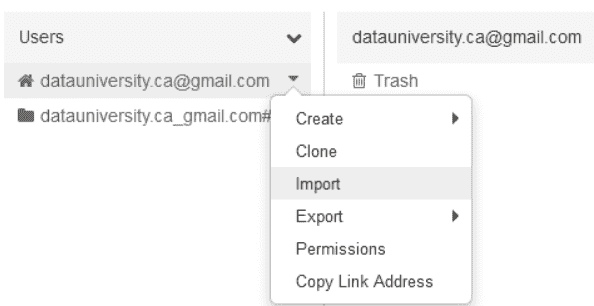 Users
datauniversity.ca@gmail.com
datauniversity.ca@gmail.com
Trash
datauniversity.ca_gmail.com#
Create
Clone
Import
Export
Permissions
Copy Link Address